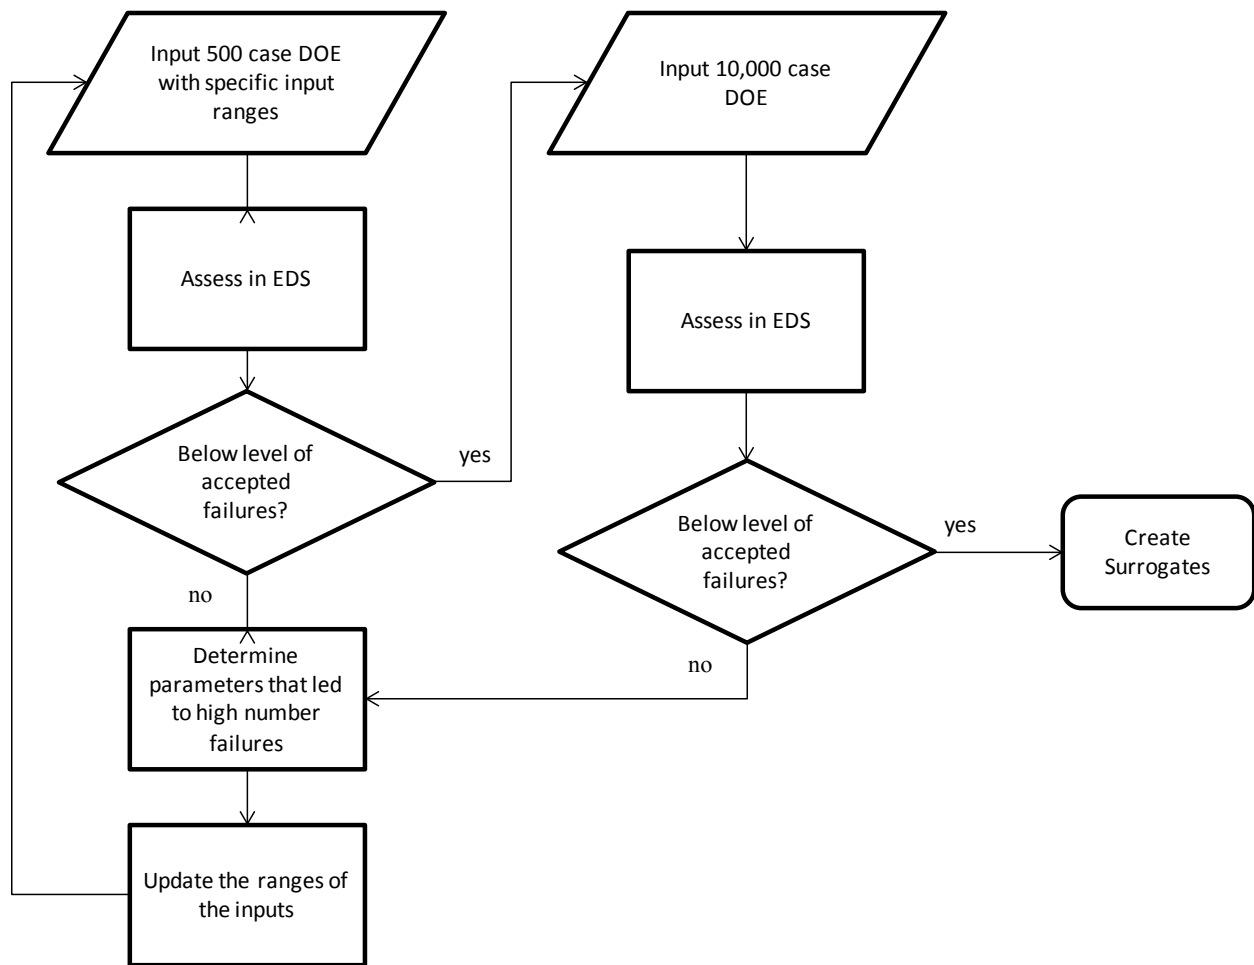 Input 500 case DOE
with specific input
ranges
Assess in EDS
Below level of
accepted
failures?
yes
no
Determine
parameters that led
to high number
failures
Update the ranges of
the inputs
Input 10,000 case
DOE
Assess in EDS
Below level of
accepted
failures?
yes
no
Create
Surrogates